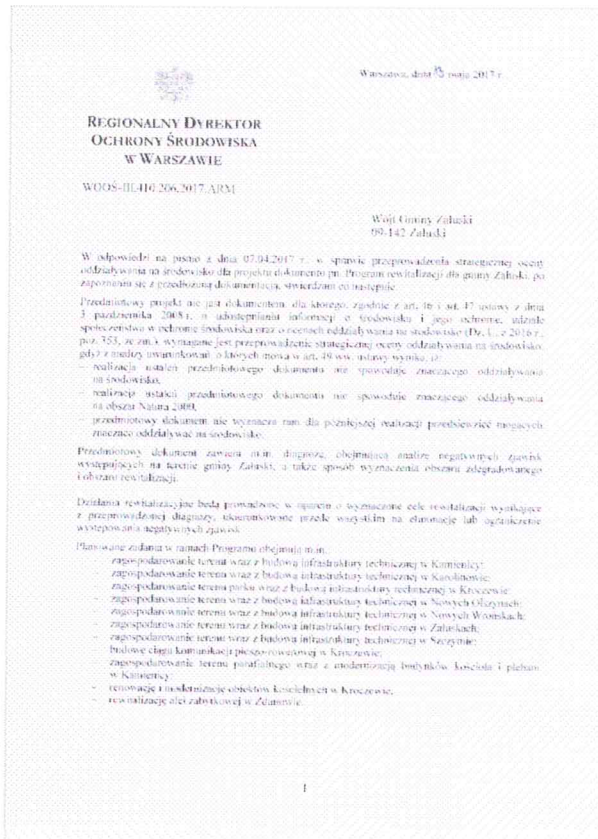 Warszawa, dnia 19 maja 2017 r.
REGIONALNY DYREKTOR
OCHRONY ŚRODOWISKA
W WARSZAWIE
WOOŚ-III.410.206.2017.ARM
Wójt Gminy Załuski
09-142 Załuski
W odpowiedzi na pismo z dnia 07.04.2017 r., w sprawie przeprowadzenia strategicznej oceny
oddziaływania na środowisko dla projektu dokumentu pn. Program rewitalizacji dla gminy Załuski, po
zapoznaniu się z przedłożoną dokumentacją, stwierdzam co następuje.
Przedmiotowy projekt nie jest dokumentem, dla którego, zgodnie z art. 46 i art. 47 ustawy z dnia
3 października 2008 r. o udostępnianiu informacji o środowisku i jego ochronie, udziale
społeczeństwa w ochronie środowiska oraz o ocenach oddziaływania na środowisko (Dz. U. z 2016 r.,
poz. 353, ze zm.), wymagane jest przeprowadzenie strategicznej oceny oddziaływania na środowisko,
gdyż z analizy uwarunkowań, o których mowa w art. 49 ww. ustawy wynika, iż:
– realizacja ustaleń przedmiotowego dokumentu nie spowoduje znaczącego oddziaływania
na środowisko,
– realizacja ustaleń przedmiotowego dokumentu nie spowoduje znaczącego oddziaływania
na obszar Natura 2000,
– przedmiotowy dokument nie wyznacza ram dla późniejszej realizacji przedsięwzięć mogących
znacząco oddziaływać na środowisko.
Przedmiotowy dokument zawiera m.in. diagnozę, obejmującą analizę negatywnych zjawisk
występujących na terenie gminy Załuski, a także sposób wyznaczenia obszaru zdegradowanego
i obszaru rewitalizacji.
Działania rewitalizacyjne będą prowadzone w oparciu o wyznaczone cele rewitalizacji wynikające
z przeprowadzonej diagnozy, ukierunkowane przede wszystkim na eliminację lub ograniczenie
występowania negatywnych zjawisk.
Planowane zadania w ramach Programu obejmują m.in.
zagospodarowanie terenu wraz z budową infrastruktury technicznej w Kamienicy;
– zagospodarowanie terenu wraz z budową infrastruktury technicznej w Karolinowie;
zagospodarowanie terenu parku wraz z budową infrastruktury technicznej w Kroczewie;
– zagospodarowanie terenu wraz z budową infrastruktury technicznej w Nowych Olszynach;
zagospodarowanie terenu wraz z budową infrastruktury technicznej w Nowych Wrońskach;
zagospodarowanie terenu wraz z budową infrastruktury technicznej w Załuskach;
zagospodarowanie terenu wraz z budową infrastruktury technicznej w Szczytnie;
budowę ciągu komunikacji pieszo-rowerowej w Kroczewie;
zagospodarowanie terenu parafialnego wraz z modernizacją budynków kościoła i plebani
w Kamienicy;
– renowację i modernizację obiektów kościelnych w Kroczewie,
– rewitalizację alei zabytkowej w Zdunowie.
1